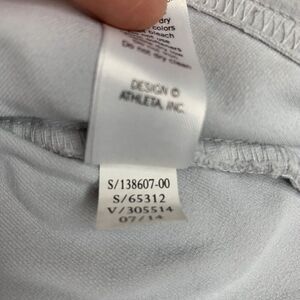 dry
colors
bleach
Do not dry clean
DESIGN ©
ATHLETA, INC.
S/138607-00
S/65312
V/305514
07/14